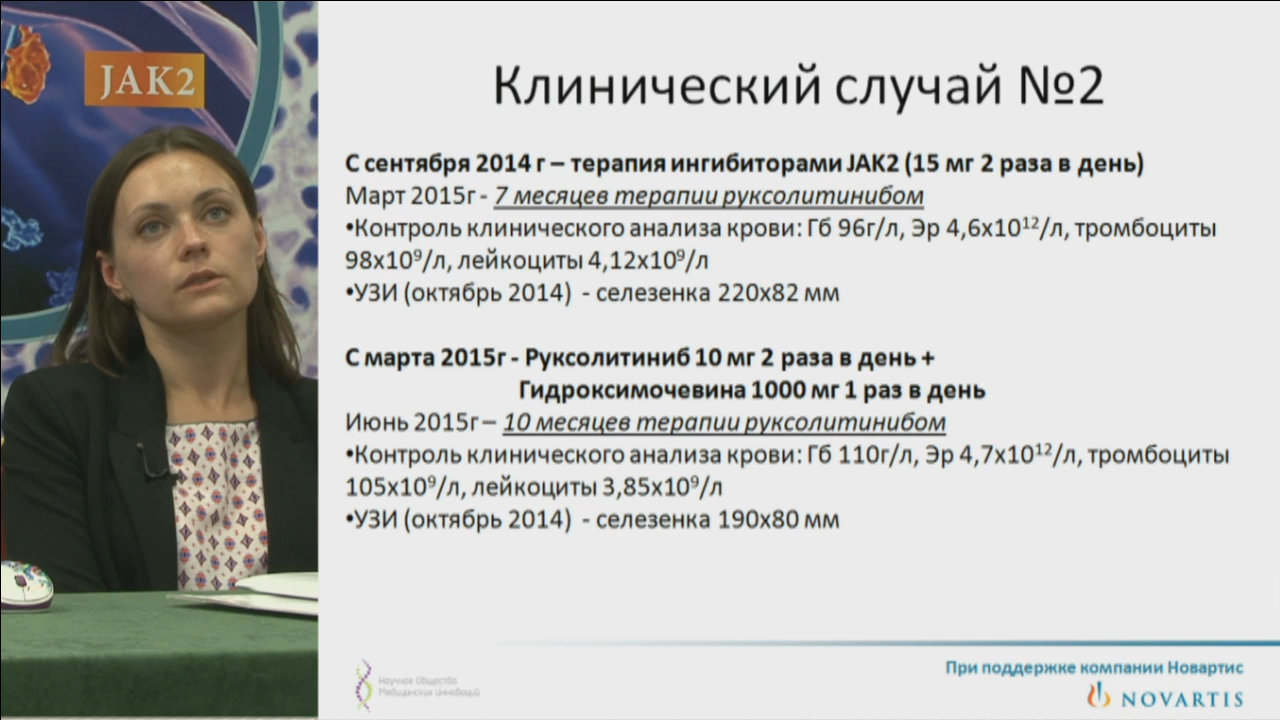 JAK2
Клинический случай №2
С сентября 2014 г – терапия ингибиторами JAK2 (15 мг 2 раза в день)
Март 2015г - 7 месяцев терапии руксолитинибом
•Контроль клинического анализа крови: Гб 96г/л, Эр 4,6х10¹²/л, тромбоциты
98х10⁹/л, лейкоциты 4,12х10⁹/л
•УЗИ (октябрь 2014) - селезенка 220х82 мм
С марта 2015г - Руксолитиниб 10 мг 2 раза в день +
Гидроксимочевина 1000 мг 1 раз в день
Июнь 2015г – 10 месяцев терапии руксолитинибом
•Контроль клинического анализа крови: Гб 110г/л, Эр 4,7х10¹²/л, тромбоциты
105х10⁹/л, лейкоциты 3,85х10⁹/л
•УЗИ (октябрь 2014) - селезенка 190х80 мм
Научное Общество
Медицинских Инноваций
При поддержке компании Новартис
NOVARTIS